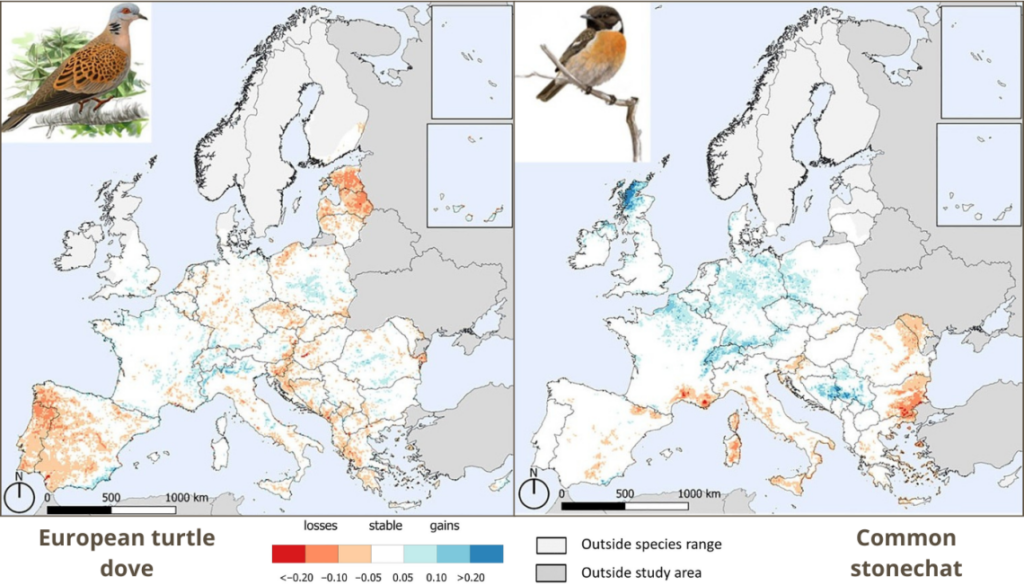 N
0 500 1000 km
N
0 500 1000 km
European turtle
dove
losses stable gains
<−0.20 −0.10 −0.05 0.05 0.10 >0.20
Outside species range
Outside study area
Common
stonechat